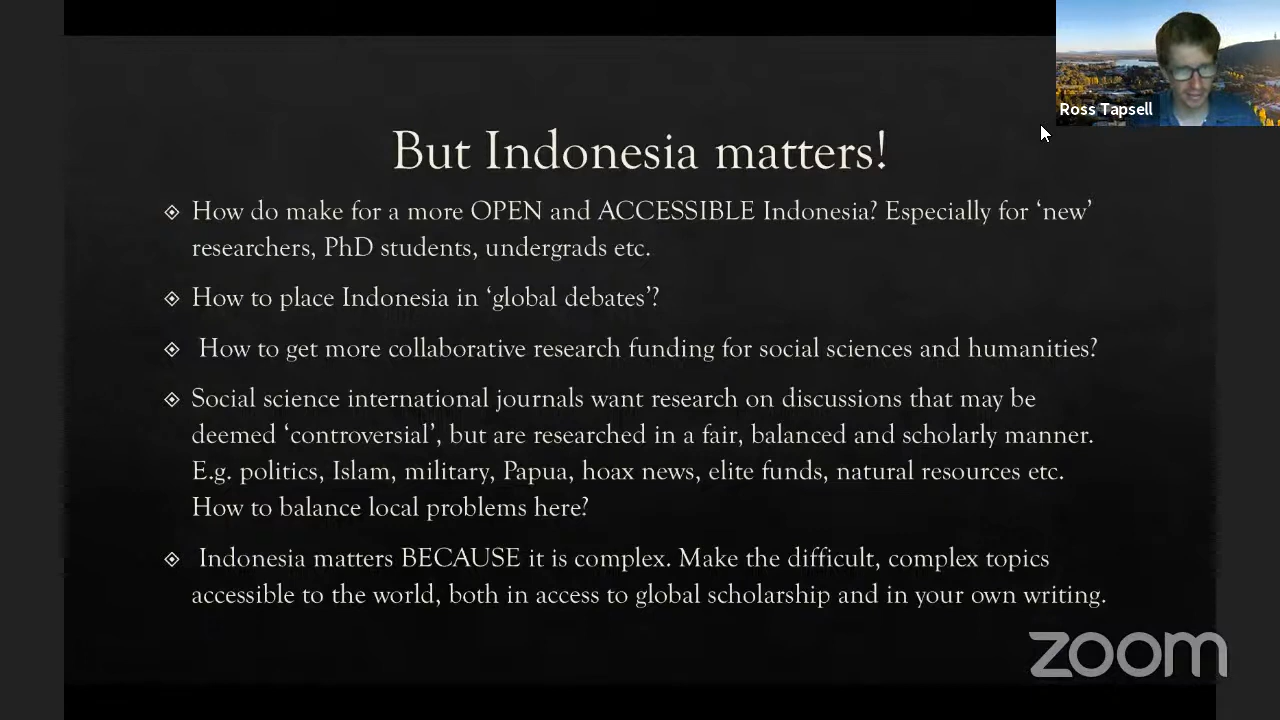 Ross Tapsell
But Indonesia matters!
How do make for a more OPEN and ACCESSIBLE Indonesia? Especially for ‘new’
researchers, PhD students, undergrads etc.
How to place Indonesia in ‘global debates’?
How to get more collaborative research funding for social sciences and humanities?
Social science international journals want research on discussions that may be
deemed ‘controversial’, but are researched in a fair, balanced and scholarly manner.
E.g. politics, Islam, military, Papua, hoax news, elite funds, natural resources etc.
How to balance local problems here?
Indonesia matters BECAUSE it is complex. Make the difficult, complex topics
accessible to the world, both in access to global scholarship and in your own writing.
zoom